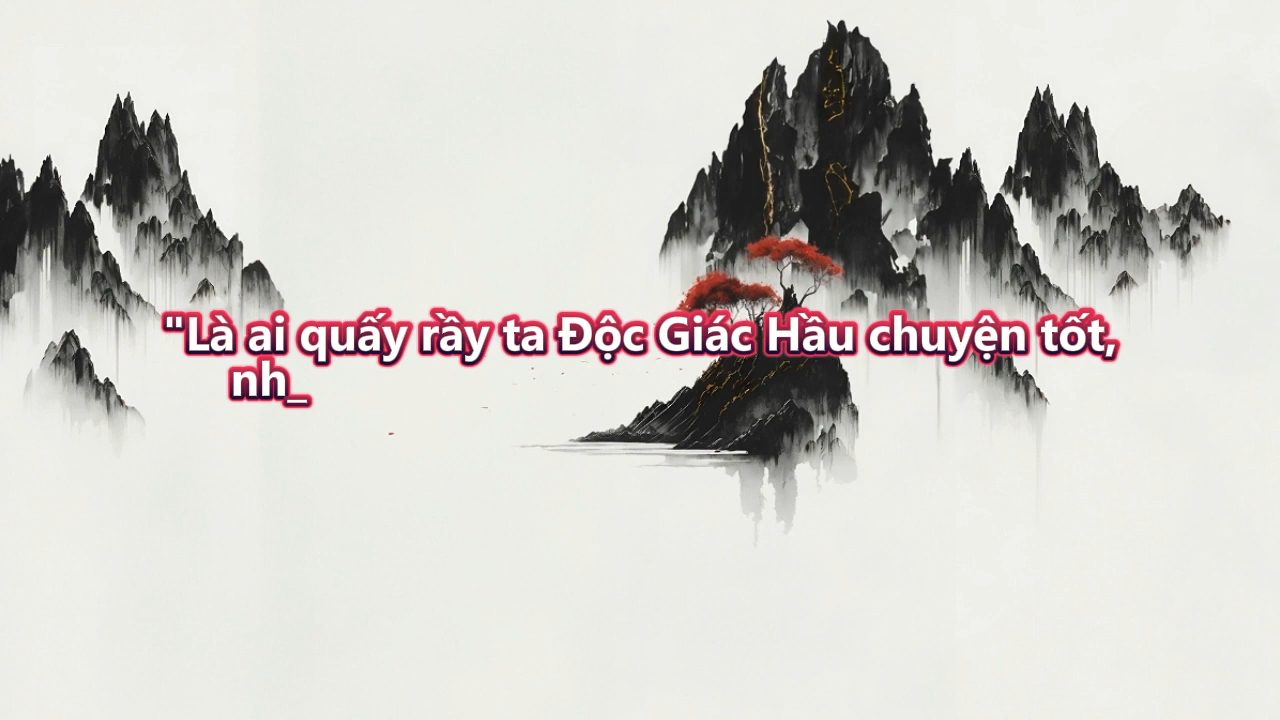 "Là ai quấy rầy ta Độc Giác Hầu chuyện tốt,
nh_